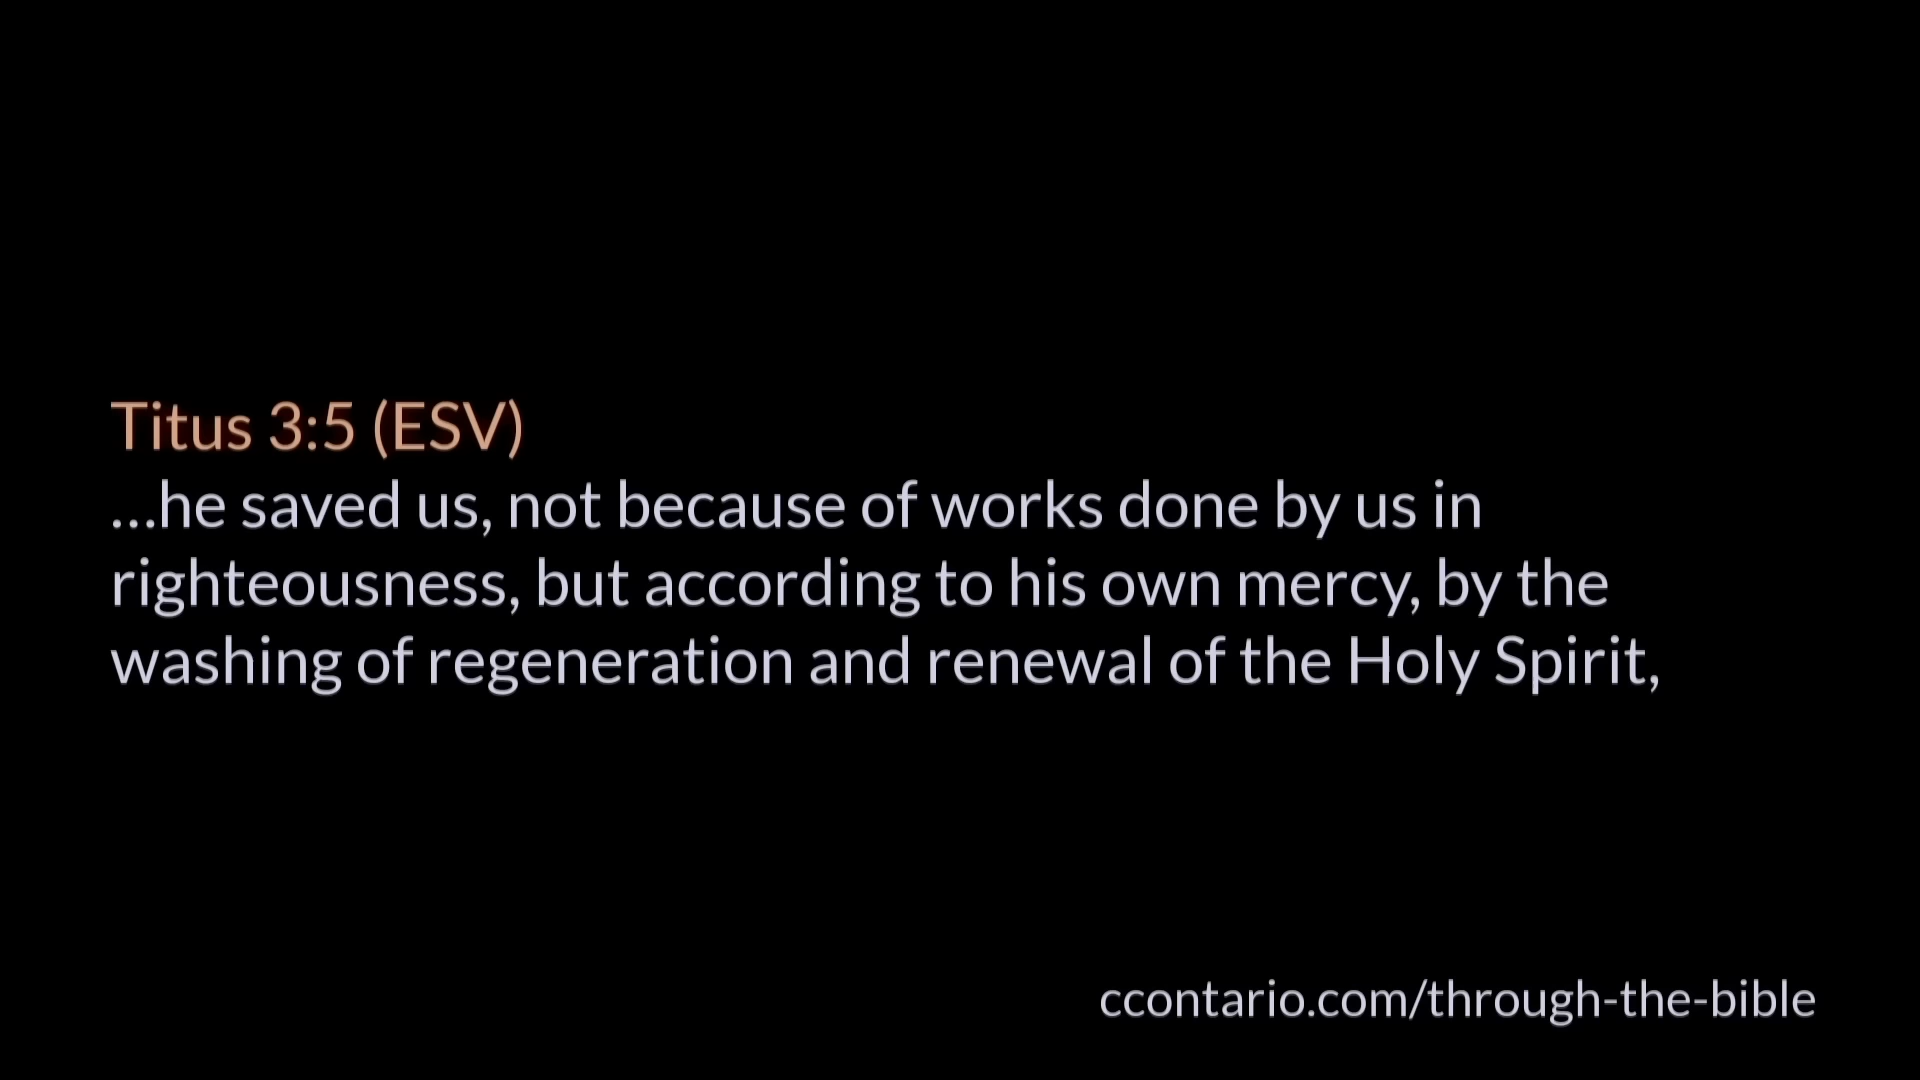 Titus 3:5 (ESV)
...he saved us, not because of works done by us in
righteousness, but according to his own mercy, by the
washing of regeneration and renewal of the Holy Spirit,
ccontario.com/through-the-bible